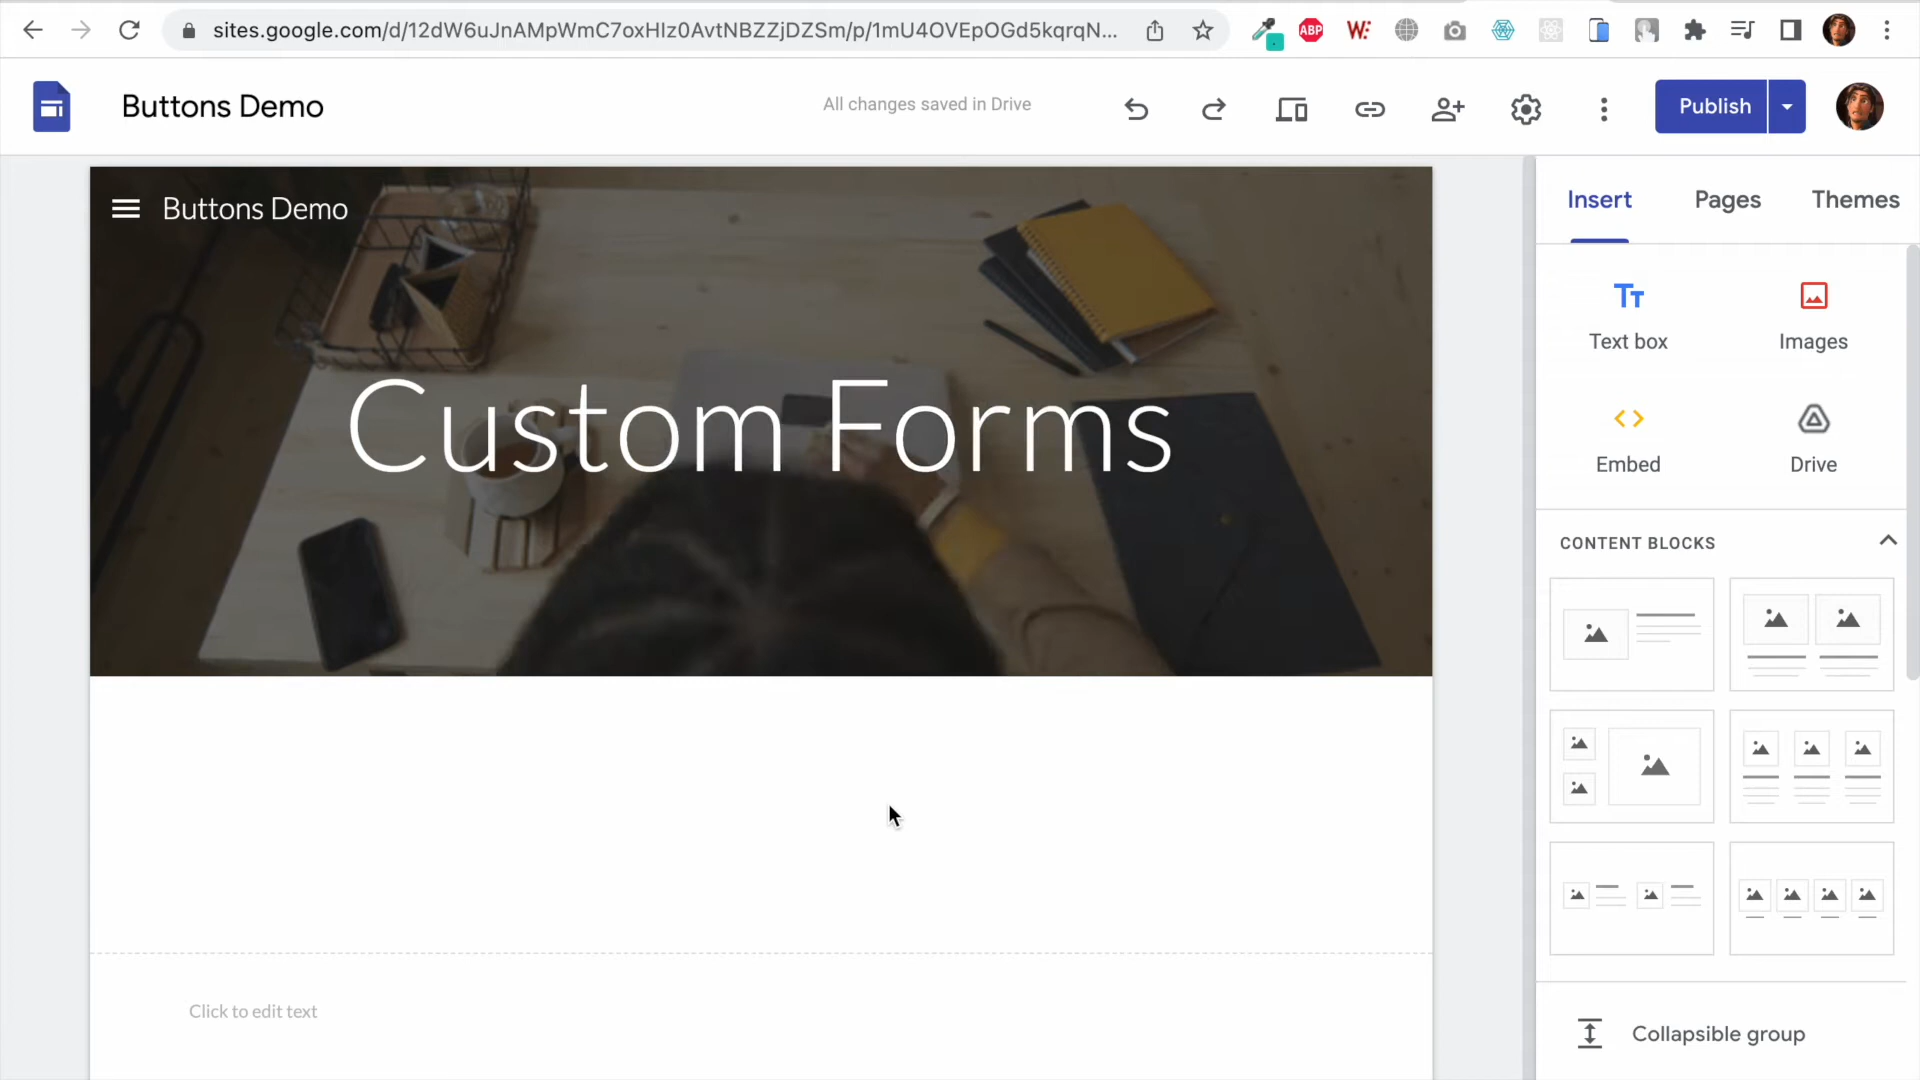 sites.google.com/d/12dW6uJnAMpWmC7oxHIz0AvtNBZZjDZSm/p/1mU4OVEpOGd5kqrqN...
ABP
W:
Buttons Demo
All changes saved in Drive
Publish
Buttons Demo
Custom Forms
Click to edit text
Insert
Pages
Themes
Text box
Images
Embed
Drive
CONTENT BLOCKS
Collapsible group